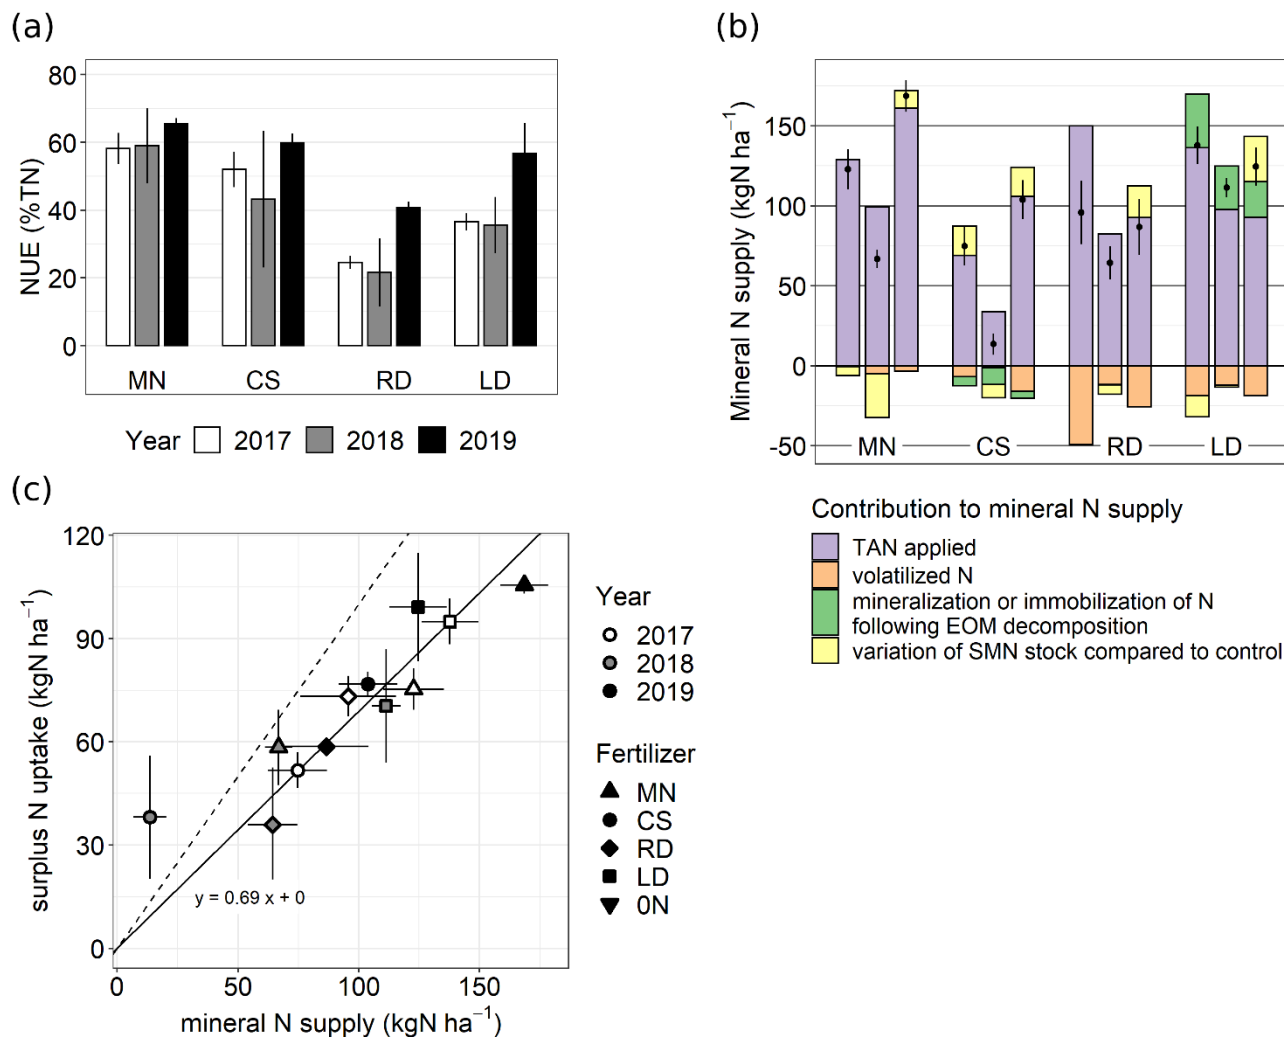 (a)
NUE (%TN)
80
60
40
20
0
MN CS RD LD
Year 2017 2018 2019
(b)
Mineral N supply (kgN ha⁻¹)
150
100
50
0
-50
MN CS RD LD
Contribution to mineral N supply
TAN applied
volatilized N
mineralization or immobilization of N
following EOM decomposition
variation of SMN stock compared to control
(c)
surplus N uptake (kgN ha⁻¹)
120
90
60
30
0
y = 0.69 x + 0
0 50 100 150
mineral N supply (kgN ha⁻¹)
Year
2017
2018
2019
Fertilizer
MN
CS
RD
LD
0N